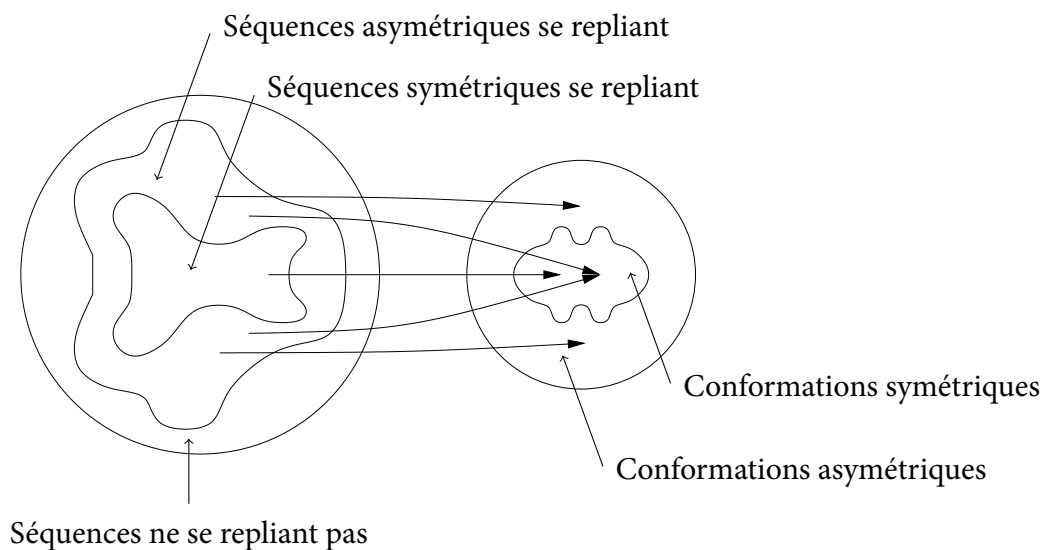 Séquences asymétriques se repliant
Séquences symétriques se repliant
Conformations symétriques
Conformations asymétriques
Séquences ne se repliant pas